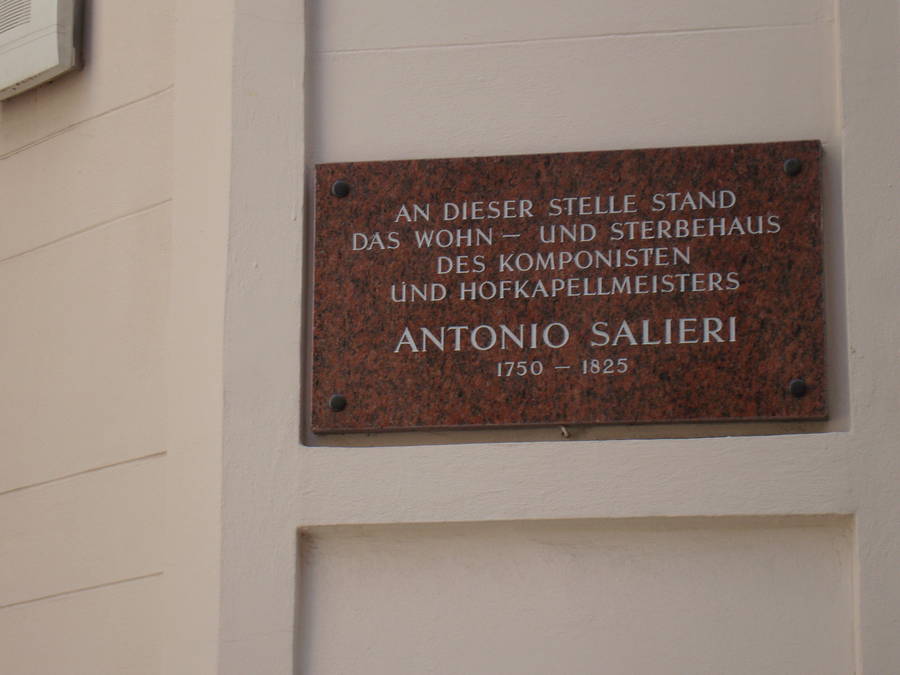 AN DIESER STELLE STAND
DAS WOHN – UND STERBEHAUS
DES KOMPONISTEN
UND HOFKAPELLMEISTERS
ANTONIO SALIERI
1750 – 1825